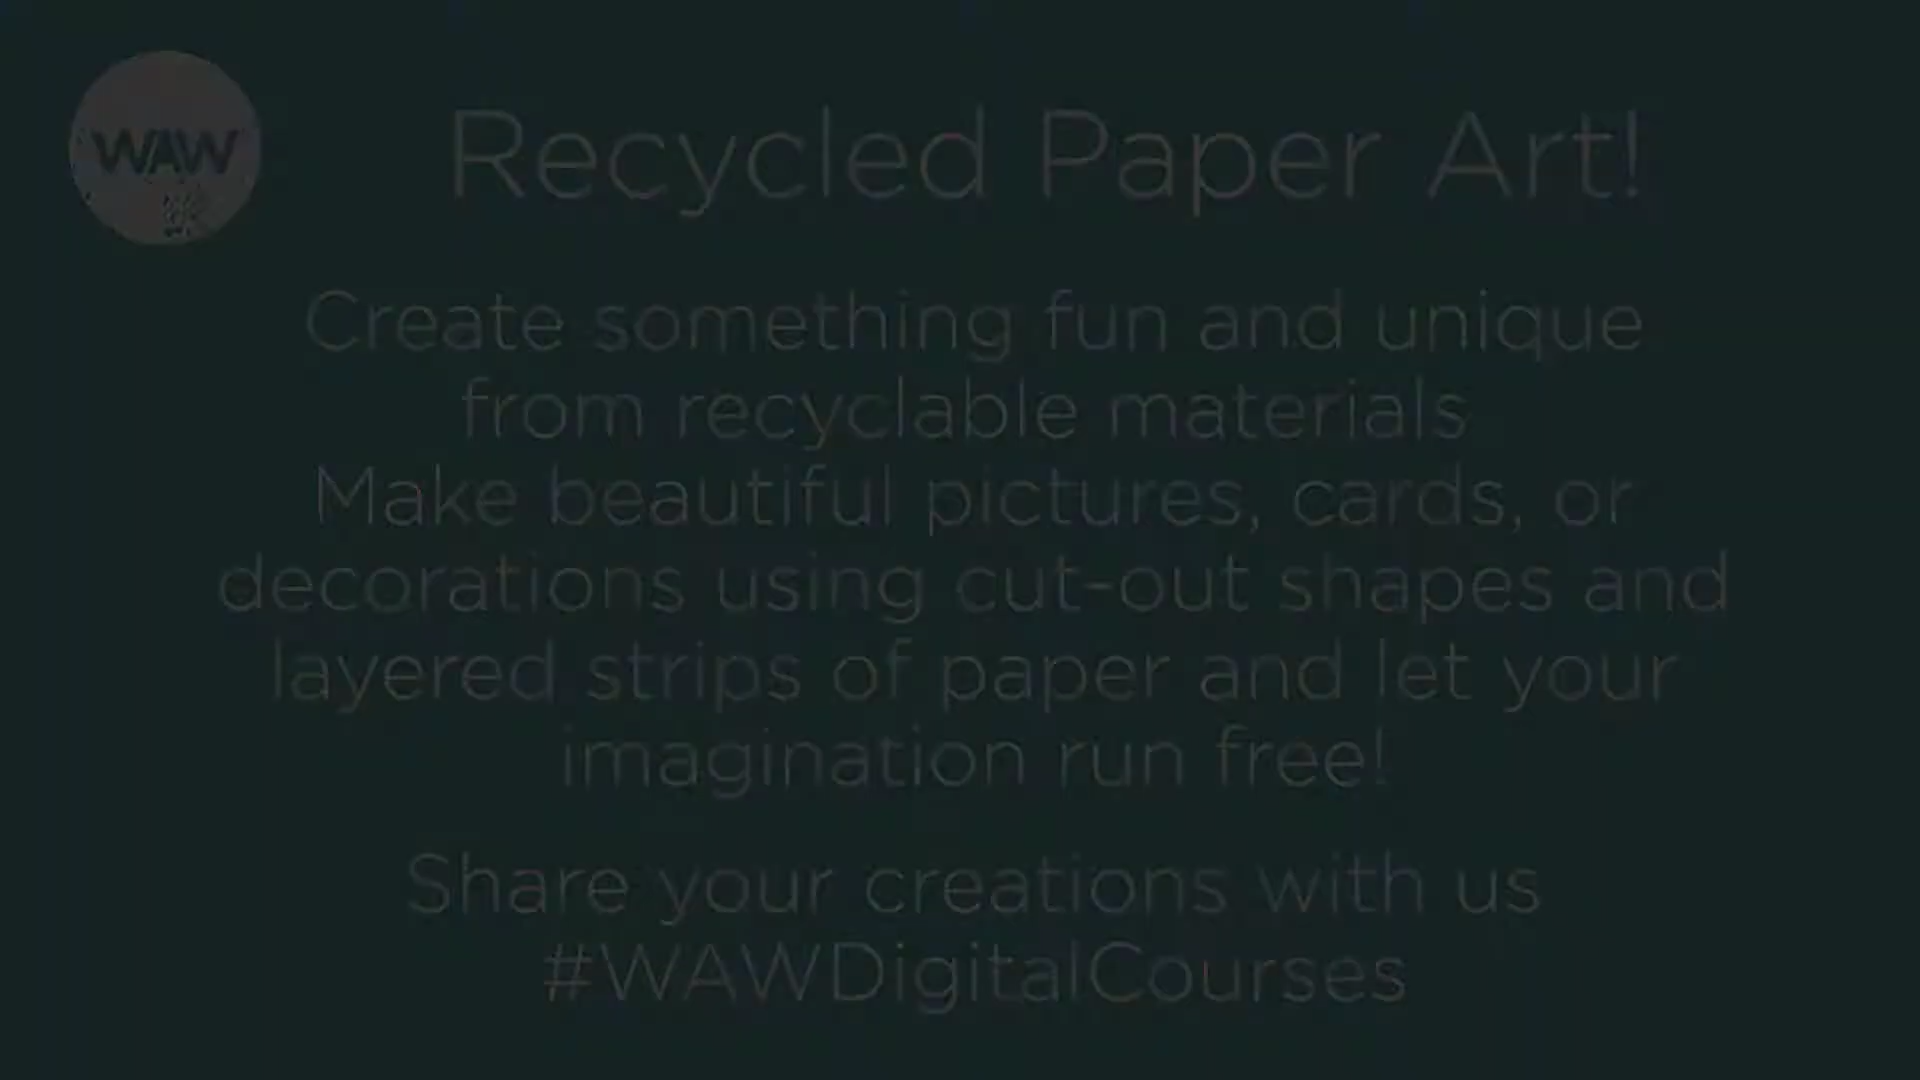 WAW
Recycled Paper Art!
Create something fun and unique
from recyclable materials
Make beautiful pictures, cards, or
decorations using cut-out shapes and
layered strips of paper and let your
imagination run free!
Share your creations with us
#WAWDigitalCourses